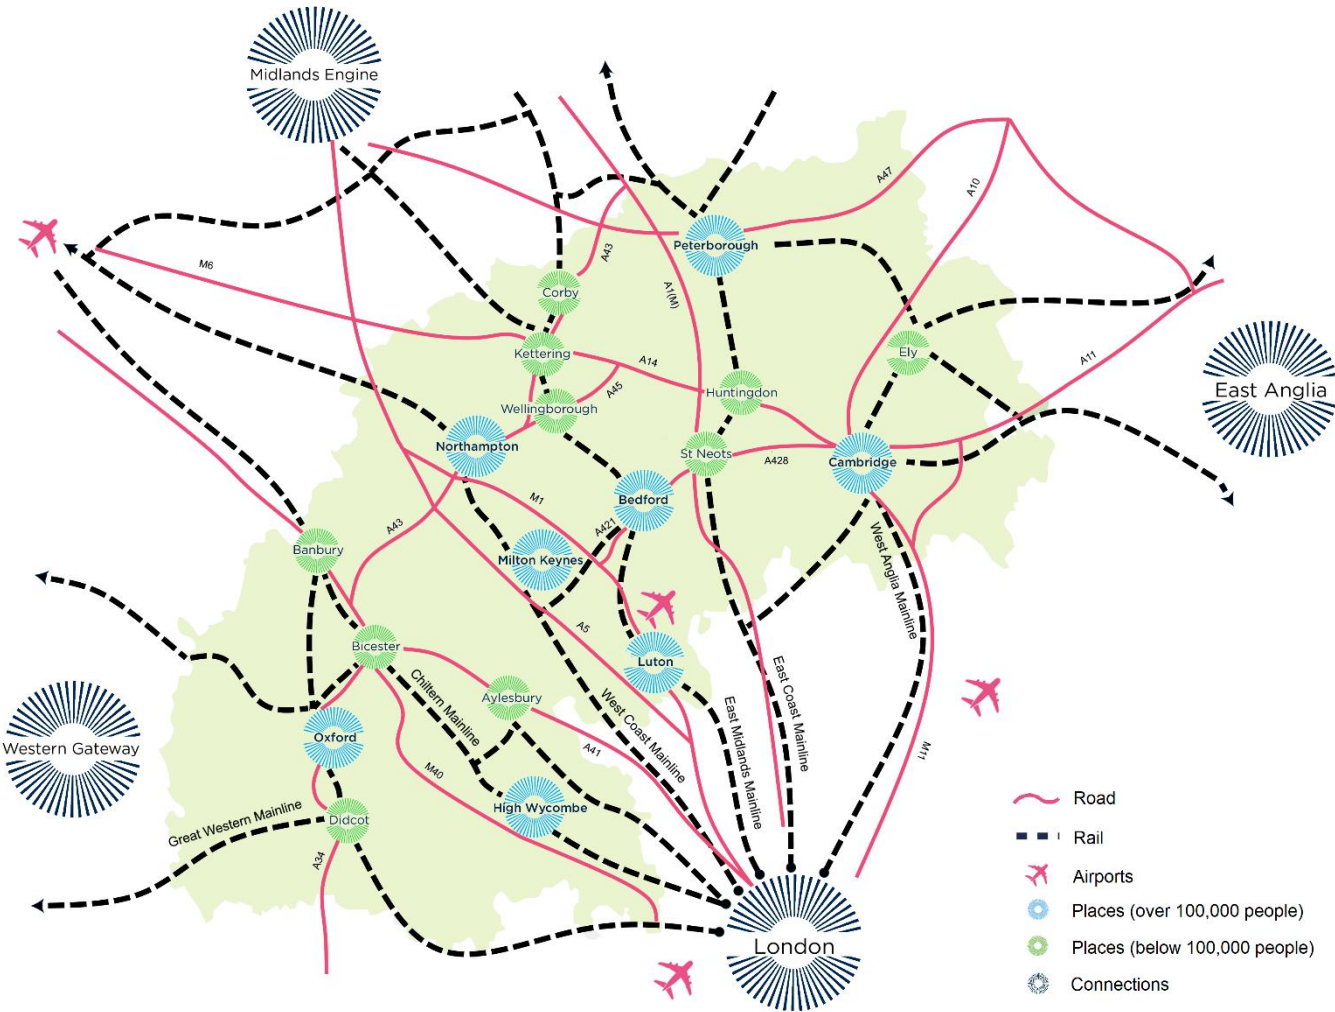 Midlands Engine
A47
A10
Peterborough
A43
M6
Corby
A1(M)
Kettering
A14
Ely
A11
East Anglia
A45
Huntingdon
Wellingborough
Northampton
St Neots
A428
Cambridge
M1
Bedford
A43
A421
Banbury
Milton Keynes
West Anglia Mainline
A5
Bicester
Luton
Chiltern Mainline
Aylesbury
West Coast Mainline
East Midlands Mainline
East Coast Mainline
Oxford
Western Gateway
A41
M11
M40
High Wycombe
Great Western Mainline
Didcot
A34
London
Road
Rail
Airports
Places (over 100,000 people)
Places (below 100,000 people)
Connections